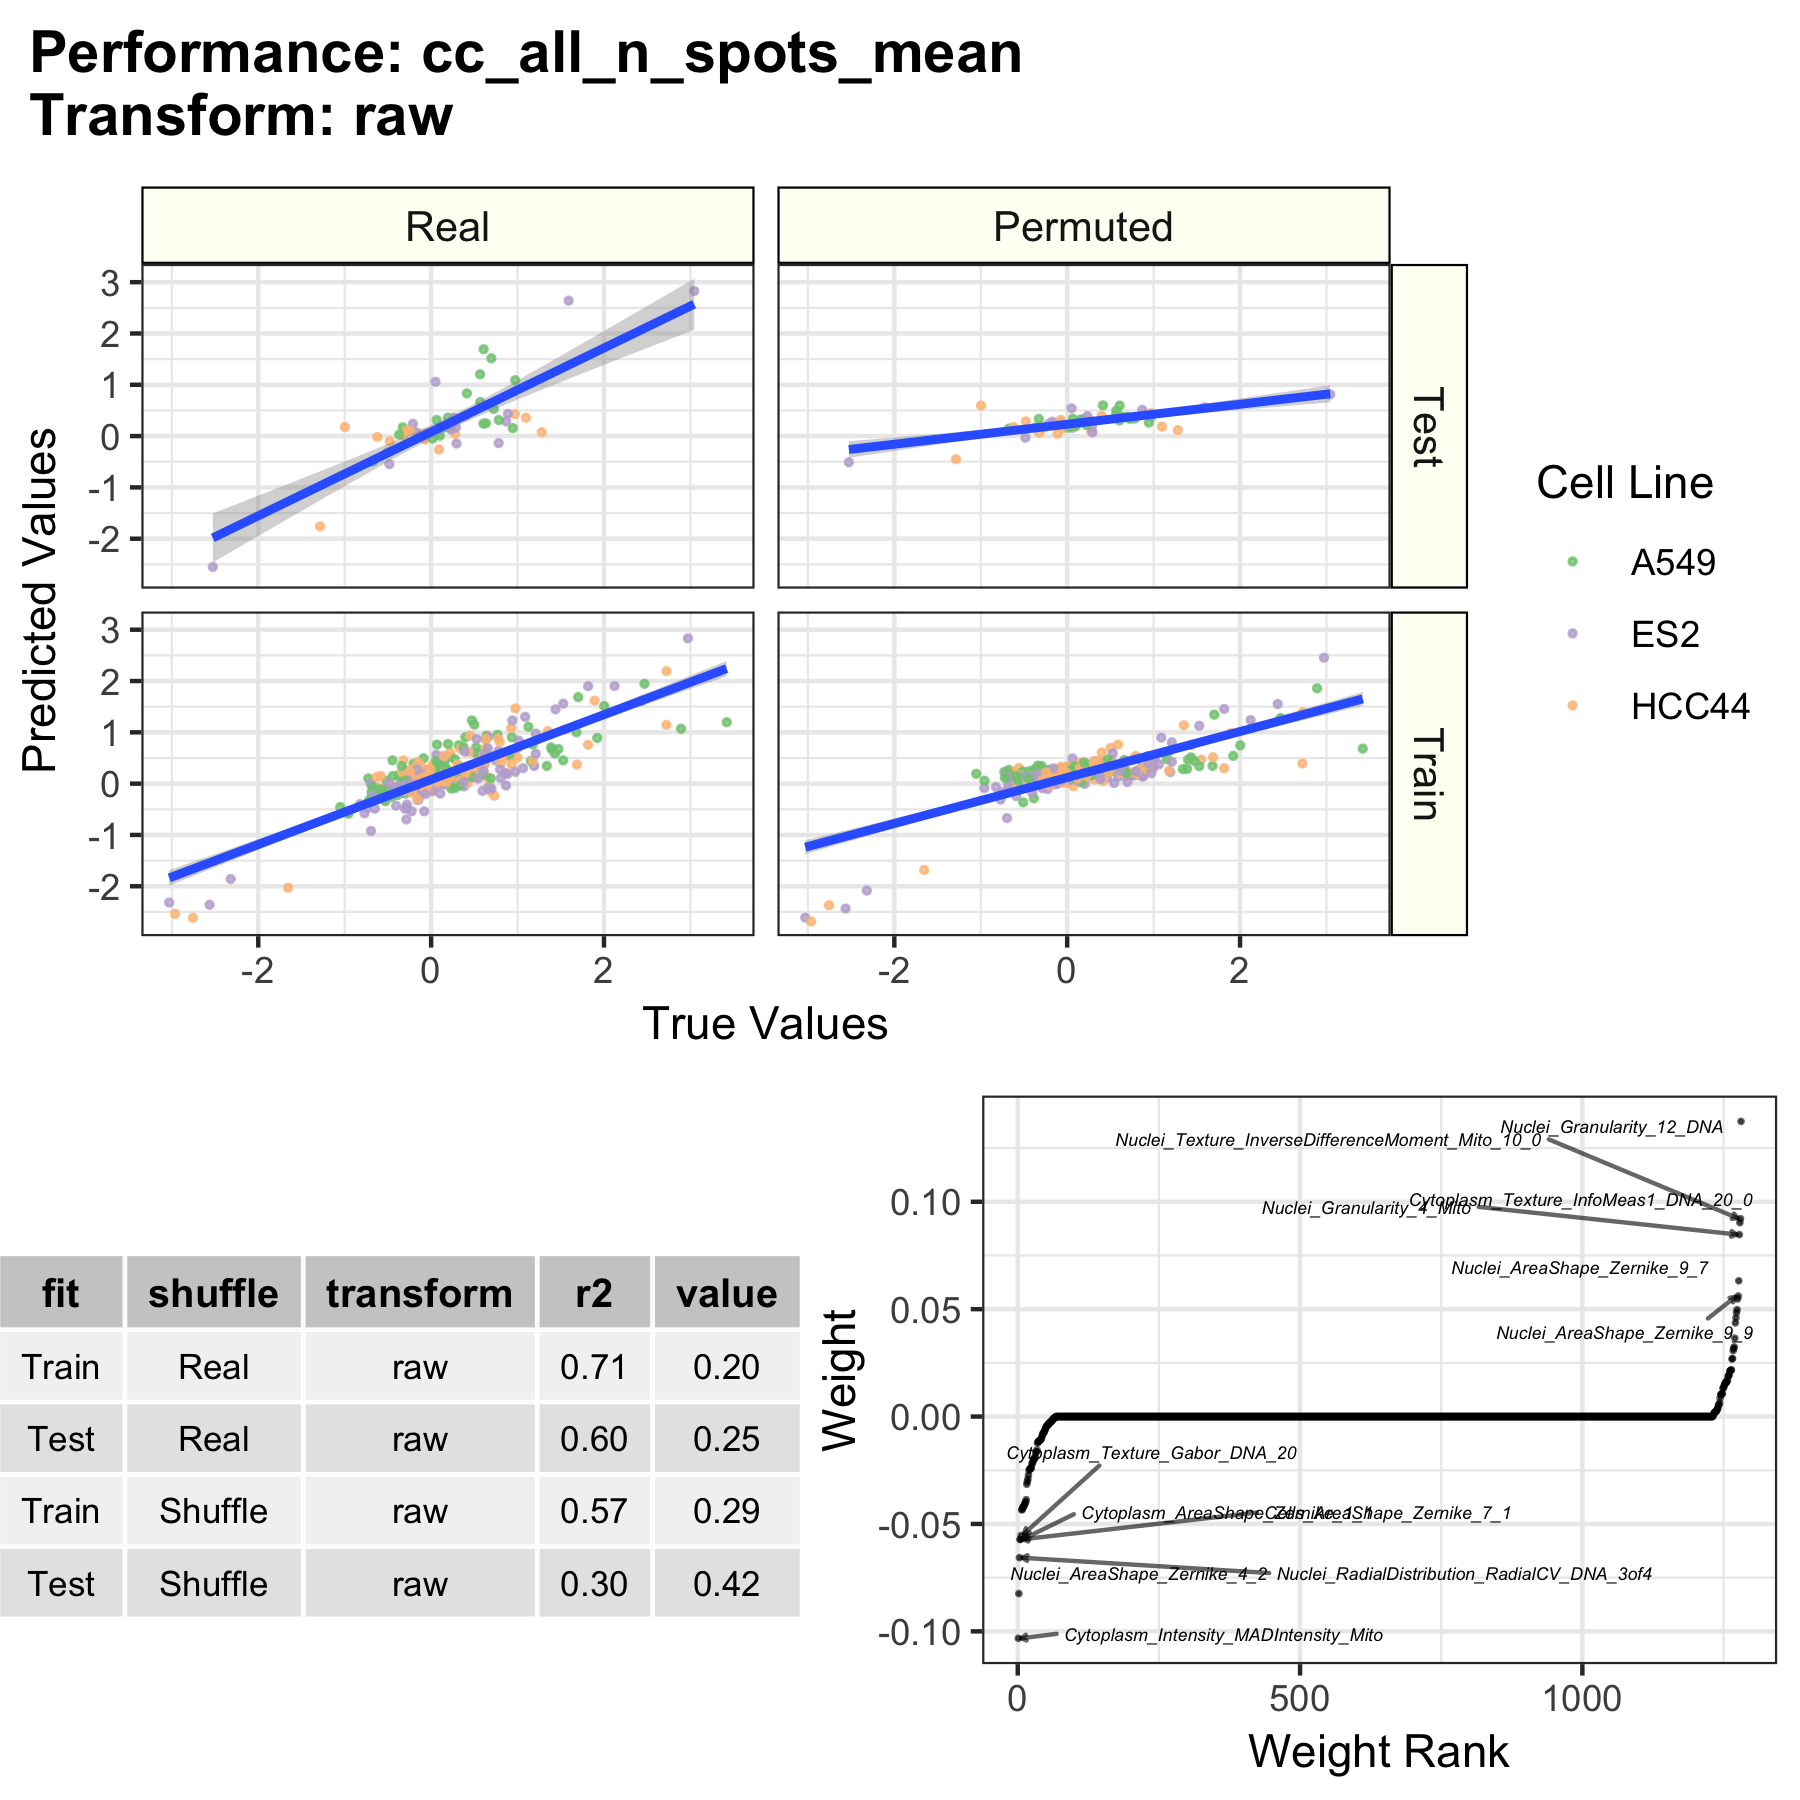 Performance: cc_all_n_spots_mean
Transform: raw
Real
Permuted
3
2
1
0
-1
-2
Test
3
2
1
0
-1
-2
Train
-2
0
2
-2
0
2
Predicted Values
True Values
Cell Line
A549
ES2
HCC44
fit shuffle transform r2 value
Train Real raw 0.71 0.20
Test Real raw 0.60 0.25
Train Shuffle raw 0.57 0.29
Test Shuffle raw 0.30 0.42
Weight
0.10
0.05
0.00
-0.05
-0.10
Nuclei_Granularity_12_DNA
Nuclei_Texture_InverseDifferenceMoment_Mito_10_0
Cytoplasm_Texture_InfoMeas1_DNA_20_0
Nuclei_Granularity_4_Mito
Nuclei_AreaShape_Zernike_9_7
Nuclei_AreaShape_Zernike_9_9
Cytoplasm_Texture_Gabor_DNA_20
Cytoplasm_AreaShape_Zernike_1_1
Cells_AreaShape_Zernike_7_1
Nuclei_AreaShape_Zernike_4_2
Nuclei_RadialDistribution_RadialCV_DNA_3of4
Cytoplasm_Intensity_MADIntensity_Mito
0
500
1000
Weight Rank